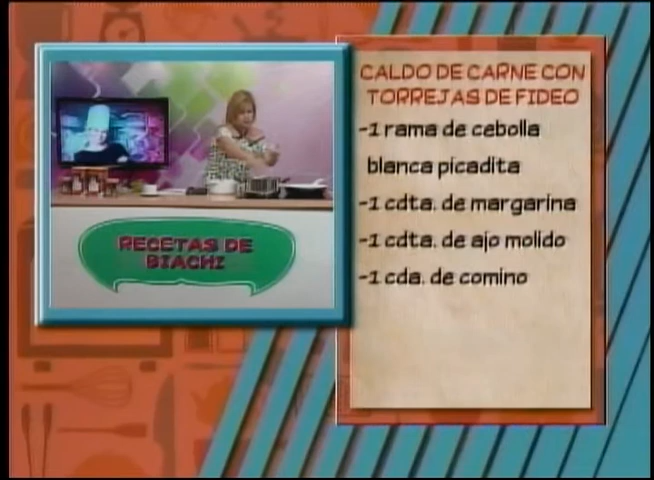 CALDO DE CARNE CON
TORREJAS DE FIDEO
-1 rama de cebolla
blanca picadita
-1 cdta. de margarina
-1 cdta. de ajo molido
-1 cda. de comino
RECETAS DE
BIACHI